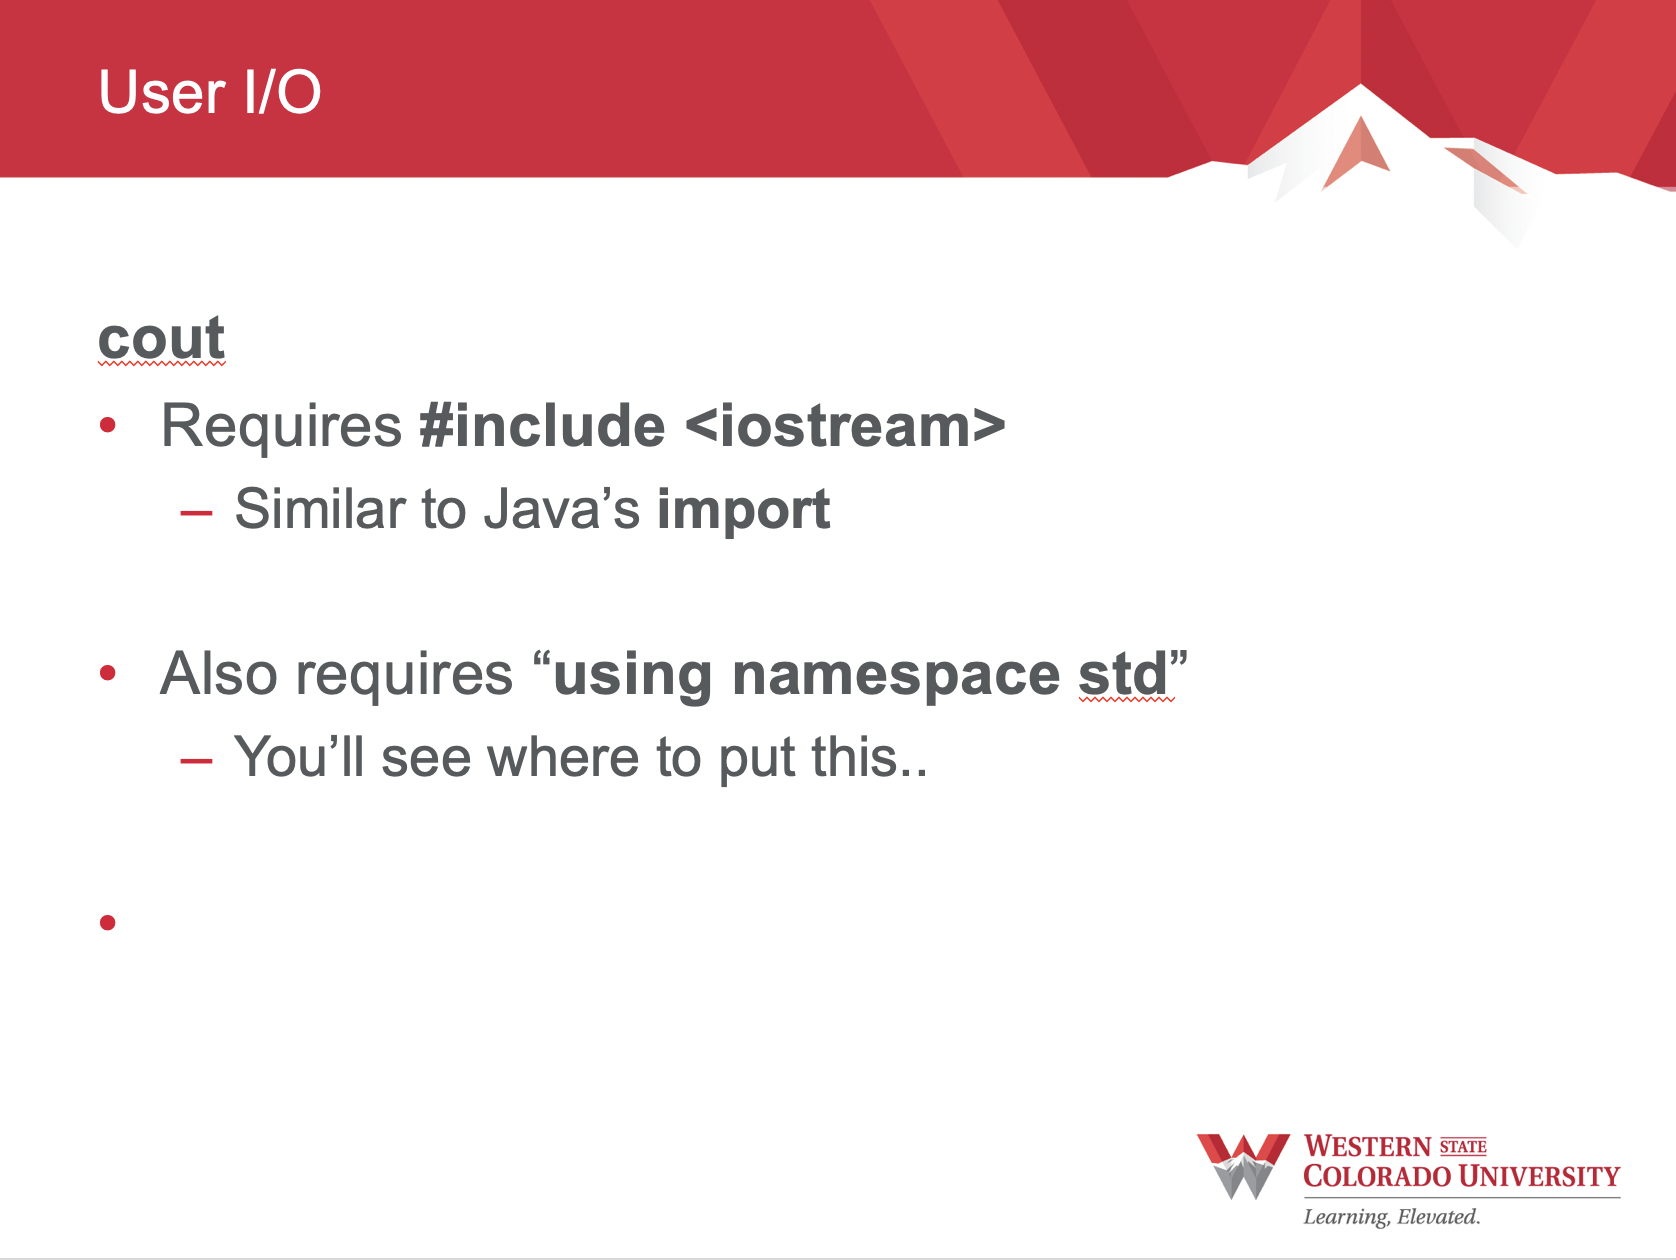 User I/O
cout
• Requires #include <iostream>
– Similar to Java’s import
• Also requires “using namespace std”
– You’ll see where to put this..
•
WESTERN STATE
COLORADO UNIVERSITY
Learning, Elevated.